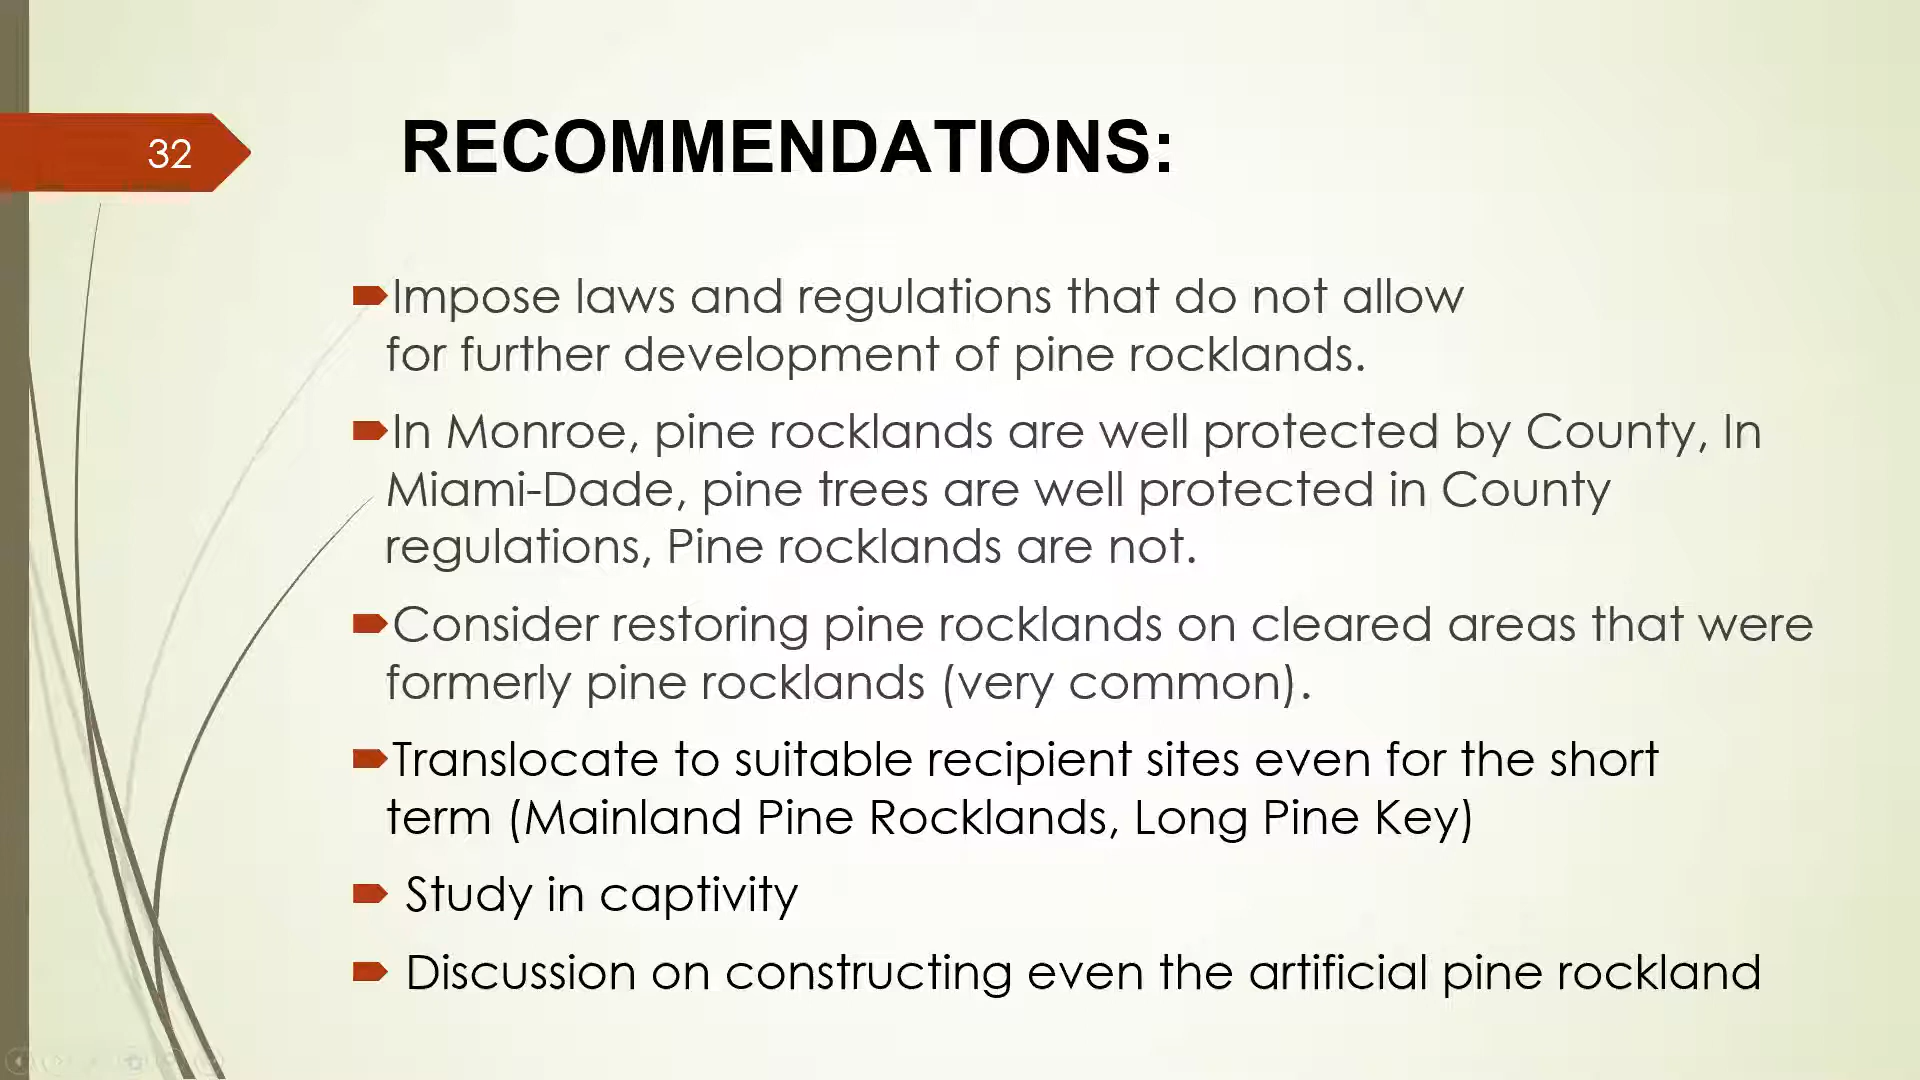 32
RECOMMENDATIONS:
Impose laws and regulations that do not allow
for further development of pine rocklands.
In Monroe, pine rocklands are well protected by County, In
Miami-Dade, pine trees are well protected in County
regulations, Pine rocklands are not.
Consider restoring pine rocklands on cleared areas that were
formerly pine rocklands (very common).
Translocate to suitable recipient sites even for the short
term (Mainland Pine Rocklands, Long Pine Key)
Study in captivity
Discussion on constructing even the artificial pine rockland